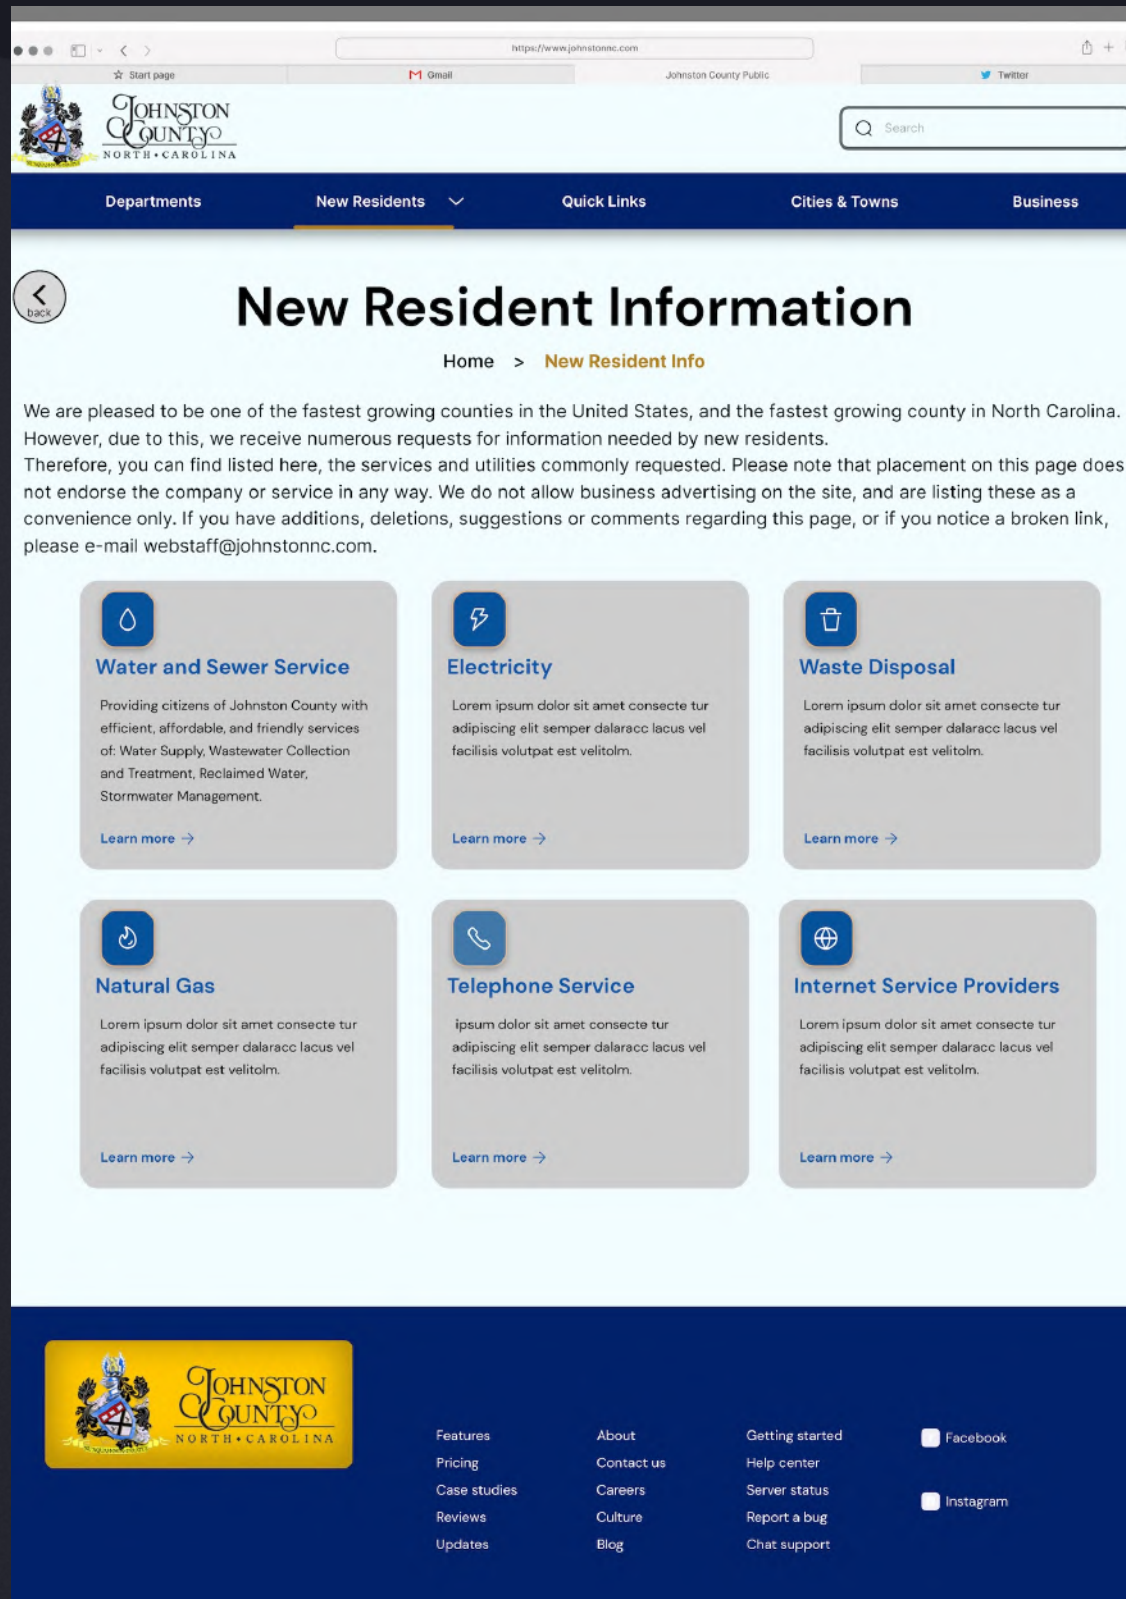 https://www.johnstonnc.com
Start page
Gmail
Johnston County Public
Twitter
JOHNSTON
COUNTY
NORTH•CAROLINA
Search
Departments
New Residents
Quick Links
Cities & Towns
Business
back
New Resident Information
Home > New Resident Info
We are pleased to be one of the fastest growing counties in the United States, and the fastest growing county in North Carolina.
However, due to this, we receive numerous requests for information needed by new residents.
Therefore, you can find listed here, the services and utilities commonly requested. Please note that placement on this page does
not endorse the company or service in any way. We do not allow business advertising on the site, and are listing these as a
convenience only. If you have additions, deletions, suggestions or comments regarding this page, or if you notice a broken link,
please e-mail webstaff@johnstonnc.com.
Water and Sewer Service
Providing citizens of Johnston County with
efficient, affordable, and friendly services
of: Water Supply, Wastewater Collection
and Treatment, Reclaimed Water,
Stormwater Management.
Learn more →
Electricity
Lorem ipsum dolor sit amet consecte tur
adipiscing elit semper dalaracc lacus vel
facilisis volutpat est velitolm.
Learn more →
Waste Disposal
Lorem ipsum dolor sit amet consecte tur
adipiscing elit semper dalaracc lacus vel
facilisis volutpat est velitolm.
Learn more →
Natural Gas
Lorem ipsum dolor sit amet consecte tur
adipiscing elit semper dalaracc lacus vel
facilisis volutpat est velitolm.
Learn more →
Telephone Service
ipsum dolor sit amet consecte tur
adipiscing elit semper dalaracc lacus vel
facilisis volutpat est velitolm.
Learn more →
Internet Service Providers
Lorem ipsum dolor sit amet consecte tur
adipiscing elit semper dalaracc lacus vel
facilisis volutpat est velitolm.
Learn more →
JOHNSTON
COUNTY
NORTH•CAROLINA
Features
Pricing
Case studies
Reviews
Updates
About
Contact us
Careers
Culture
Blog
Getting started
Help center
Server status
Report a bug
Chat support
Facebook
Instagram